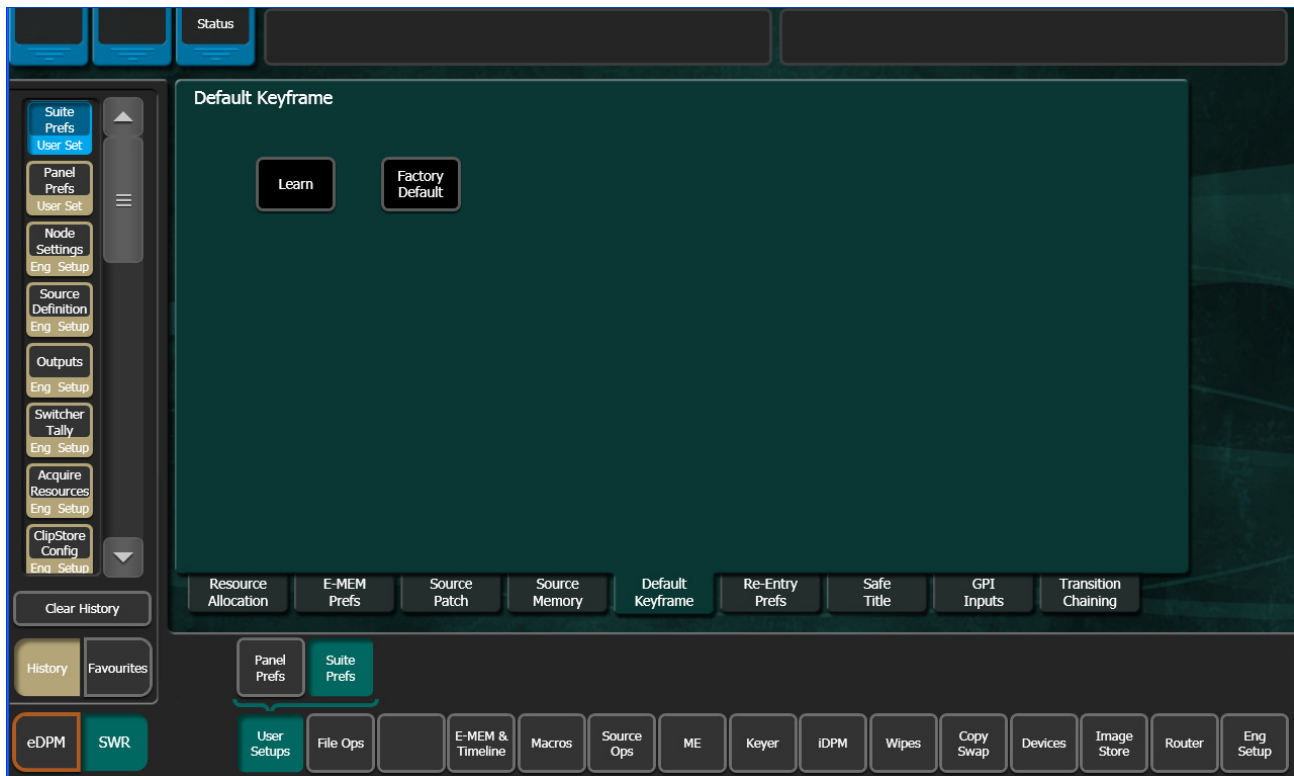 Status
Default Keyframe
Learn
Factory
Default
Suite
Prefs
User Set
Panel
Prefs
User Set
Node
Settings
Eng Setup
Source
Definition
Eng Setup
Outputs
Eng Setup
Switcher
Tally
Eng Setup
Acquire
Resources
Eng Setup
ClipStore
Config
Eng Setup
Clear History
History
Favourites
Resource
Allocation
E-MEM
Prefs
Source
Patch
Source
Memory
Default
Keyframe
Re-Entry
Prefs
Safe
Title
GPI
Inputs
Transition
Chaining
Panel
Prefs
Suite
Prefs
eDPM
SWR
User
Setups
File Ops
E-MEM &
Timeline
Macros
Source
Ops
ME
Keyer
iDPM
Wipes
Copy
Swap
Devices
Image
Store
Router
Eng
Setup